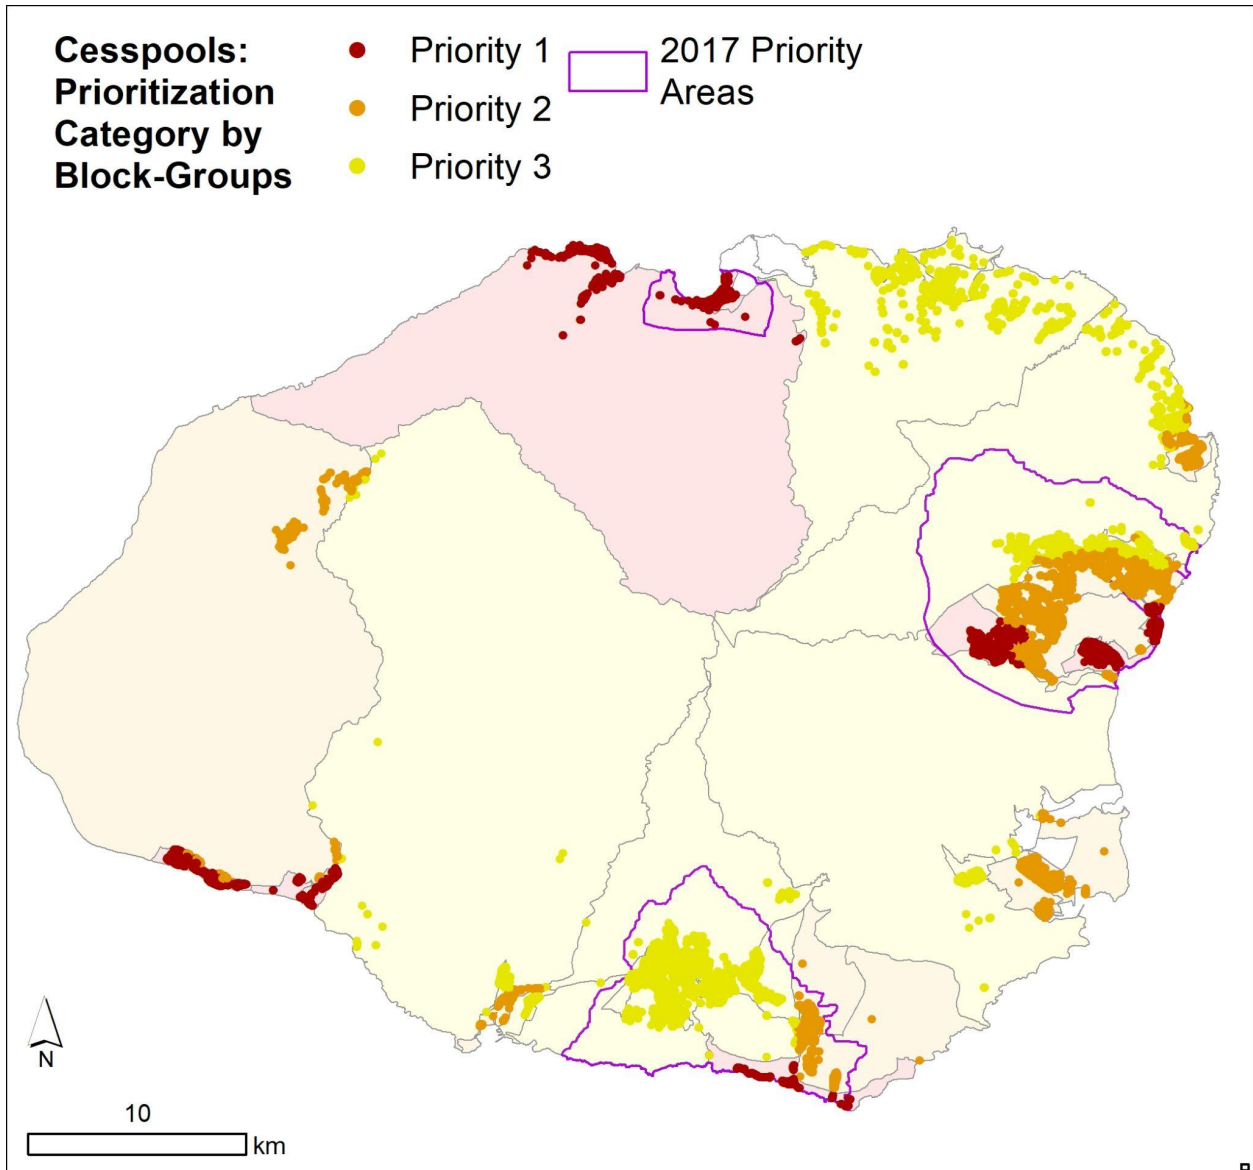 Cesspools:
Prioritization
Category by
Block-Groups
Priority 1
Priority 2
Priority 3
2017 Priority
Areas
N
10
km